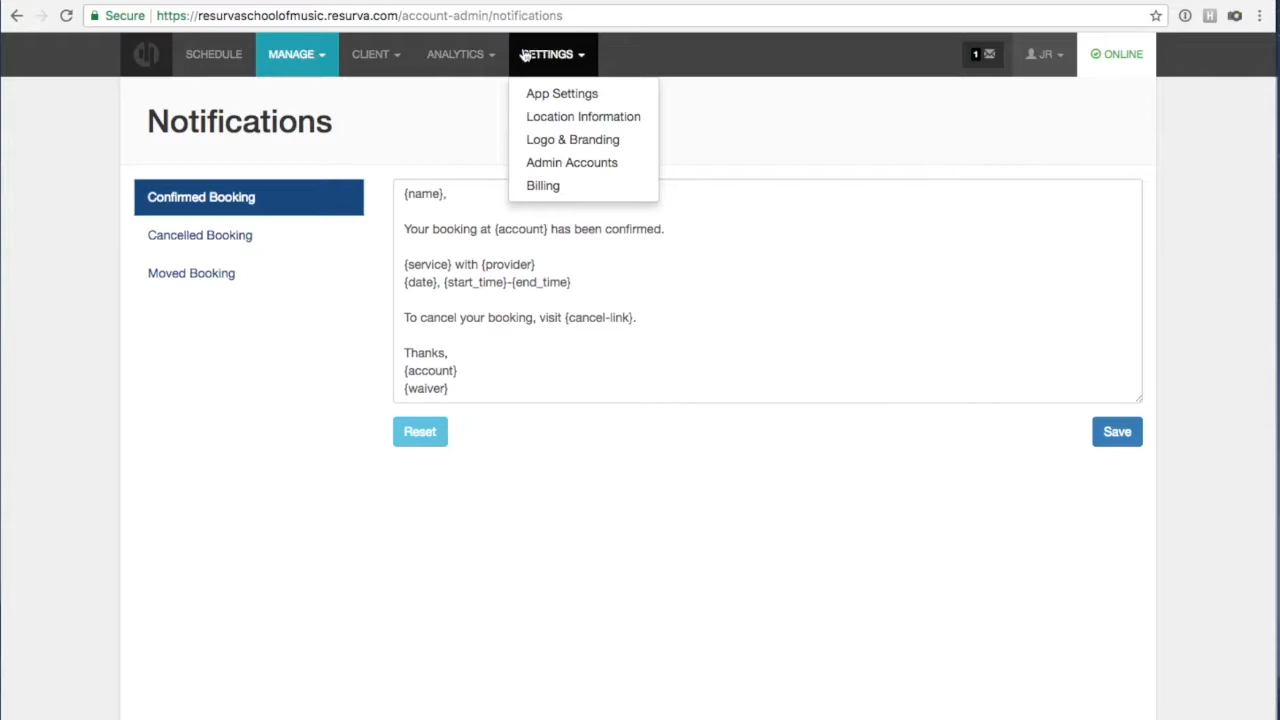 Secure | https://resurvaschoolofmusic.resurva.com/account-admin/notifications
SCHEDULE MANAGE CLIENT ANALYTICS SETTINGS 1 JR ONLINE
App Settings
Location Information
Logo & Branding
Admin Accounts
Billing
Notifications
Confirmed Booking
Cancelled Booking
Moved Booking
{name},
Your booking at {account} has been confirmed.
{service} with {provider}
{date}, {start_time}-{end_time}
To cancel your booking, visit {cancel-link}.
Thanks,
{account}
{waiver}
Reset
Save